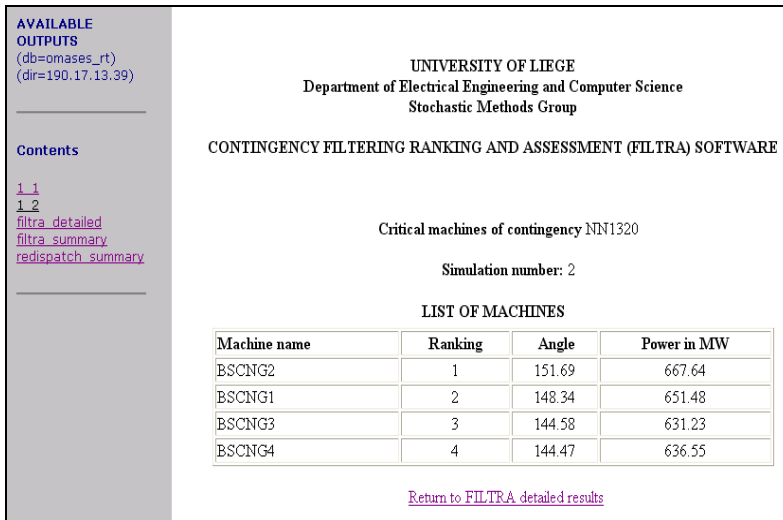 AVAILABLE
OUTPUTS
(db=omases_rt)
(dir=190.17.13.39)
Contents
1_1
1_2
filtra_detailed
filtra_summary
redispatch_summary
UNIVERSITY OF LIEGE
Department of Electrical Engineering and Computer Science
Stochastic Methods Group
CONTINGENCY FILTERING RANKING AND ASSESSMENT (FILTRA) SOFTWARE
Critical machines of contingency NN1320
Simulation number: 2
LIST OF MACHINES
Machine name Ranking Angle Power in MW
BSCNG2 1 151.69 667.64
BSCNG1 2 148.34 651.48
BSCNG3 3 144.58 631.23
BSCNG4 4 144.47 636.55
Return to FILTRA detailed results